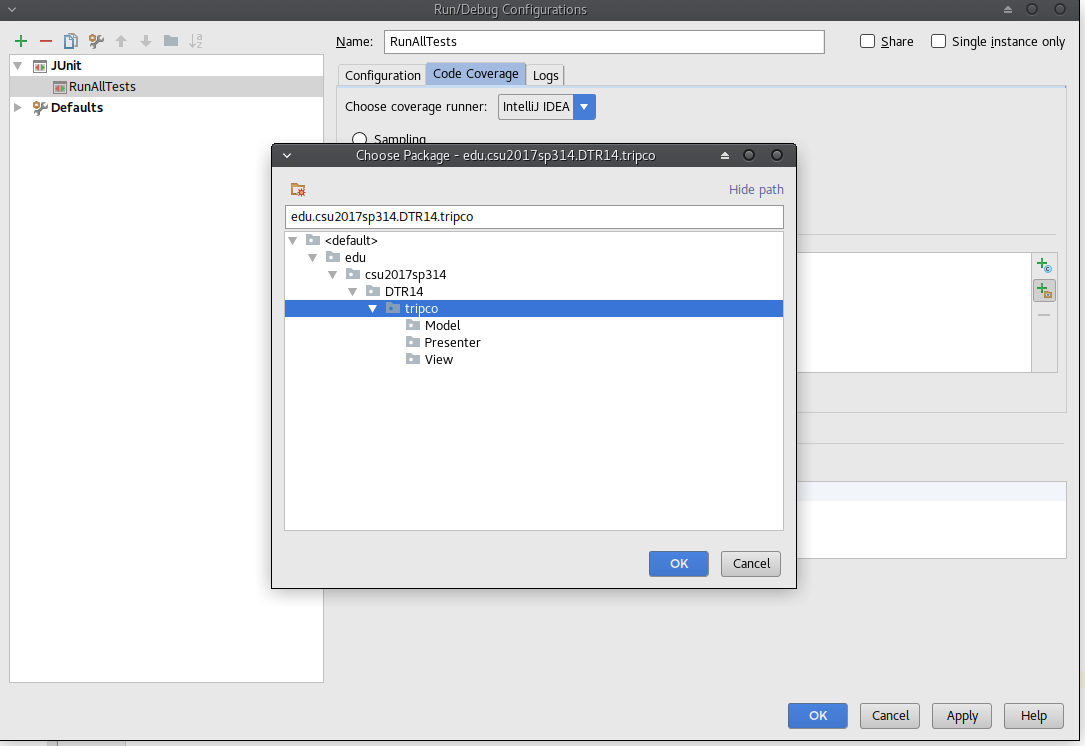 Run/Debug Configurations
Name: RunAllTests Share Single instance only
JUnit
RunAllTests
Defaults
Configuration Code Coverage Logs
Choose coverage runner: IntelliJ IDEA
Sampling
Choose Package - edu.csu2017sp314.DTR14.tripco
Hide path
edu.csu2017sp314.DTR14.tripco
<default>
edu
csu2017sp314
DTR14
tripco
Model
Presenter
View
OK Cancel
OK Cancel Apply Help